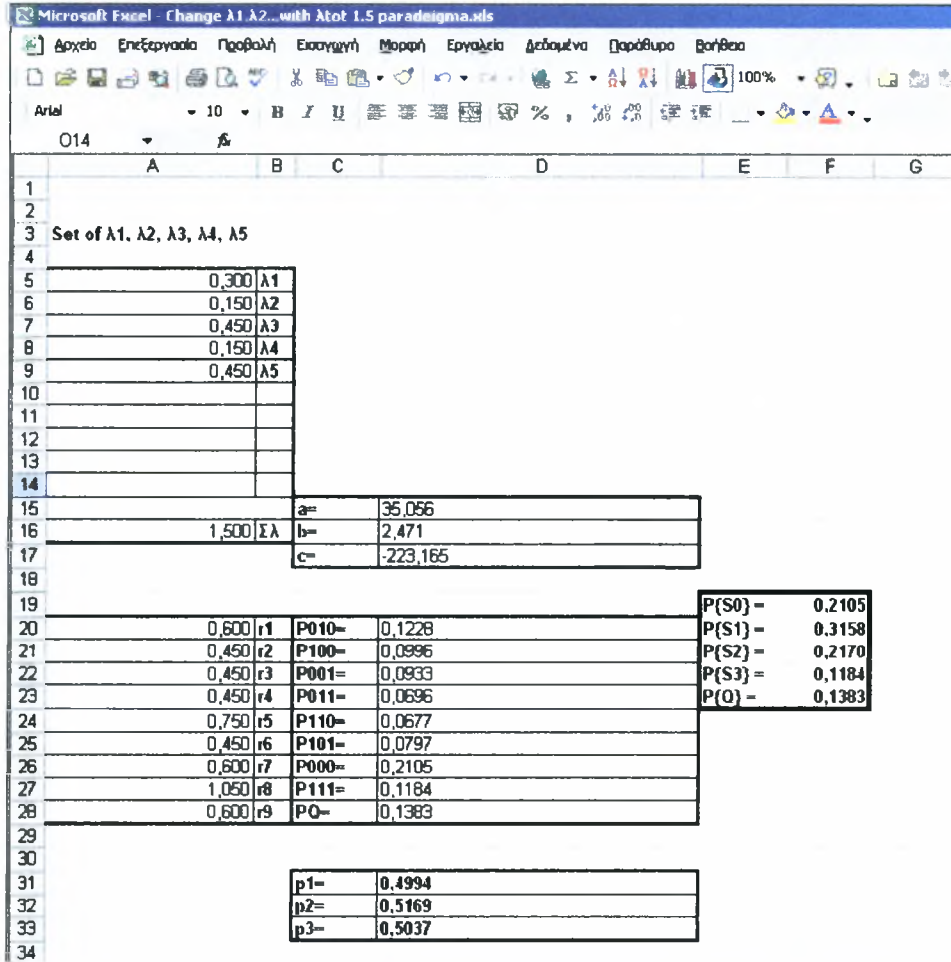 Microsoft Excel - Change λ1,λ2...with λtot 1.5 paradeigma.xls
Αρχείο Επεξεργασία Προβολή Εισαγωγή Μορφή Εργαλεία Δεδομένα Παράθυρο Βοήθεια
100%
Arial 10 B I U % ,
O14 fx
A B C D E F G
1
2
3 Set of λ1, λ2, λ3, λ4, λ5
4
5 0,300 λ1
6 0,150 λ2
7 0,450 λ3
8 0,150 λ4
9 0,450 λ5
10
11
12
13
14
15 a= 35,056
16 1,500 Σλ b= 2,471
17 c= -223,165
18
19 P{S0} = 0,2105
20 0,600 r1 P010= 0,1228 P{S1} = 0,3158
21 0,450 r2 P100= 0,0996 P{S2} = 0,2170
22 0,450 r3 P001= 0,0933 P{S3} = 0,1184
23 0,450 r4 P011= 0,0696 P{Q} = 0,1383
24 0,750 r5 P110= 0,0677
25 0,450 r6 P101= 0,0797
26 0,600 r7 P000= 0,2105
27 1,050 r8 P111= 0,1184
28 0,600 r9 PQ= 0,1383
29
30
31 p1= 0,4994
32 p2= 0,5169
33 p3= 0,5037
34